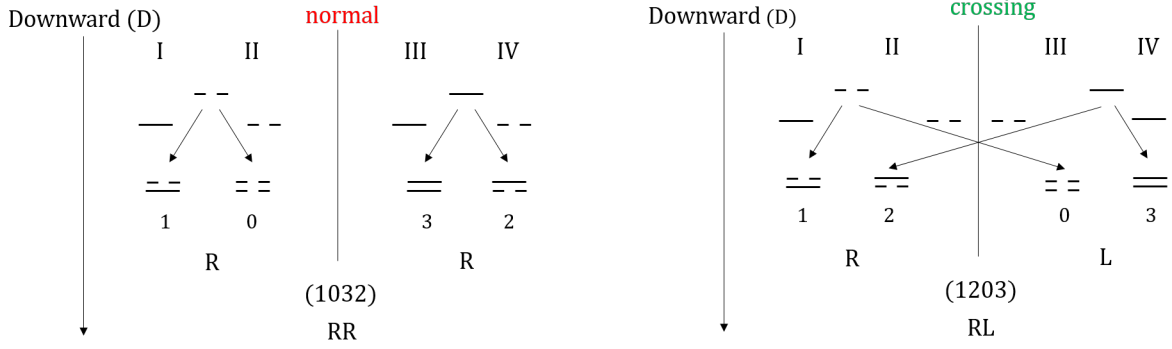 Downward (D)
normal
I II III IV
1 0 3 2
R R
(1032)
RR
Downward (D)
crossing
I II III IV
1 2 0 3
R L
(1203)
RL